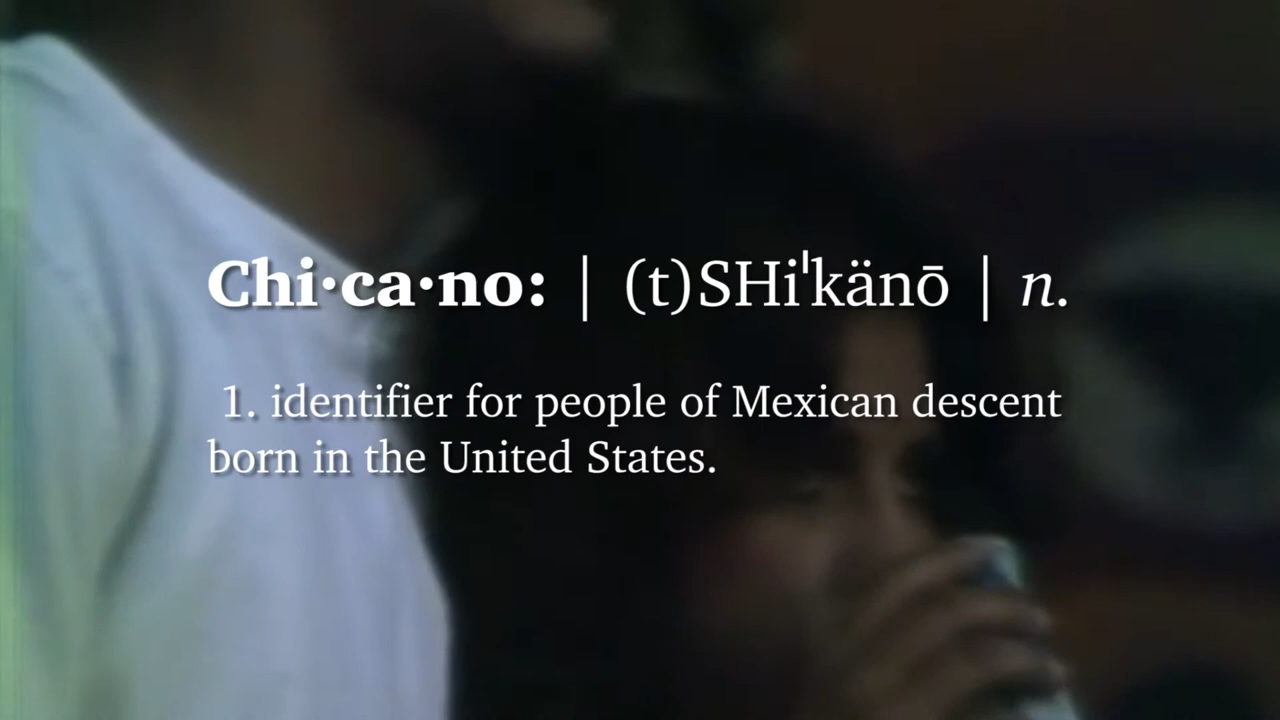 Chi·ca·no: | (t)SHiˈkänō | n.
1. identifier for people of Mexican descent
born in the United States.